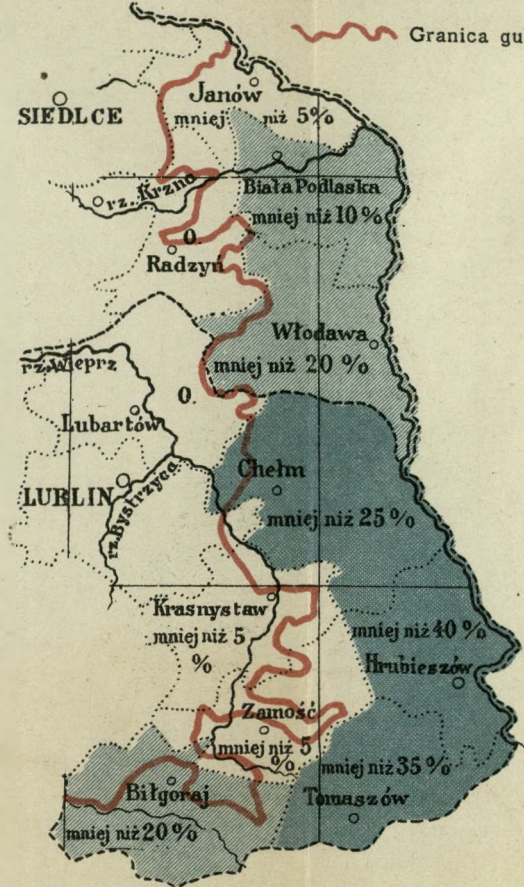 Granica gu
Janów
SIEDLCE
mniej niż 5%
rz. Krzno
Biała Podlaska
mniej niż 10%
0.
Radzyń
Włodawa
rz. Wieprz
mniej niż 20%
0.
Lubartów
Chełm
LUBLIN
rz. Bystrzyca
mniej niż 25%
Krasnystaw
mniej niż 5
%
mniej niż 40%
Hrubieszów
Zamość
mniej niż 5
%
mniej niż 35%
Biłgoraj
Tomaszów
mniej niż 20%